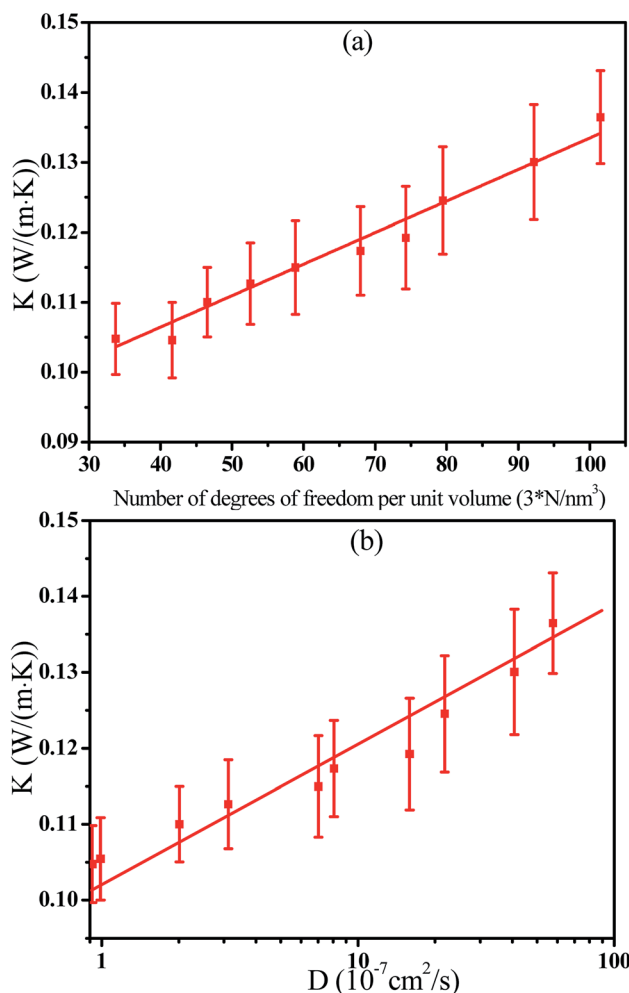 (a)
K (W/(m·K))
0.15
0.14
0.13
0.12
0.11
0.10
0.09
30 40 50 60 70 80 90 100
Number of degrees of freedom per unit volume (3*N/nm³)
(b)
K (W/(m·K))
0.15
0.14
0.13
0.12
0.11
0.10
1 10 100
D (10⁻⁷cm²/s)